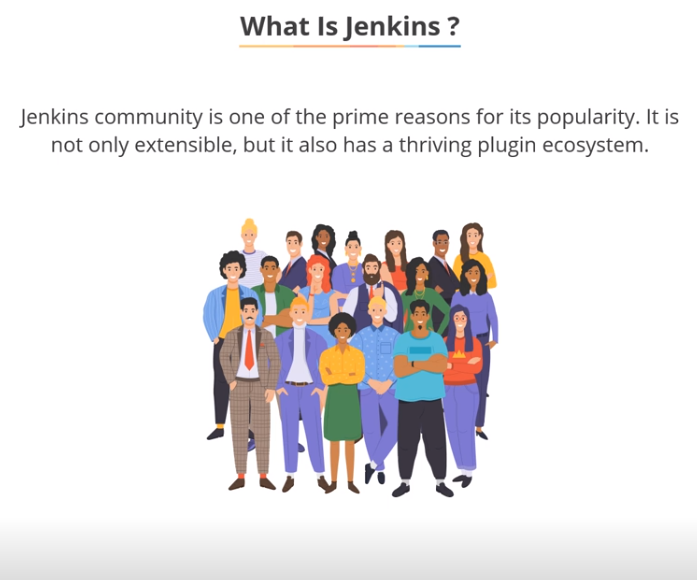 What Is Jenkins ?
Jenkins community is one of the prime reasons for its popularity. It is
not only extensible, but it also has a thriving plugin ecosystem.